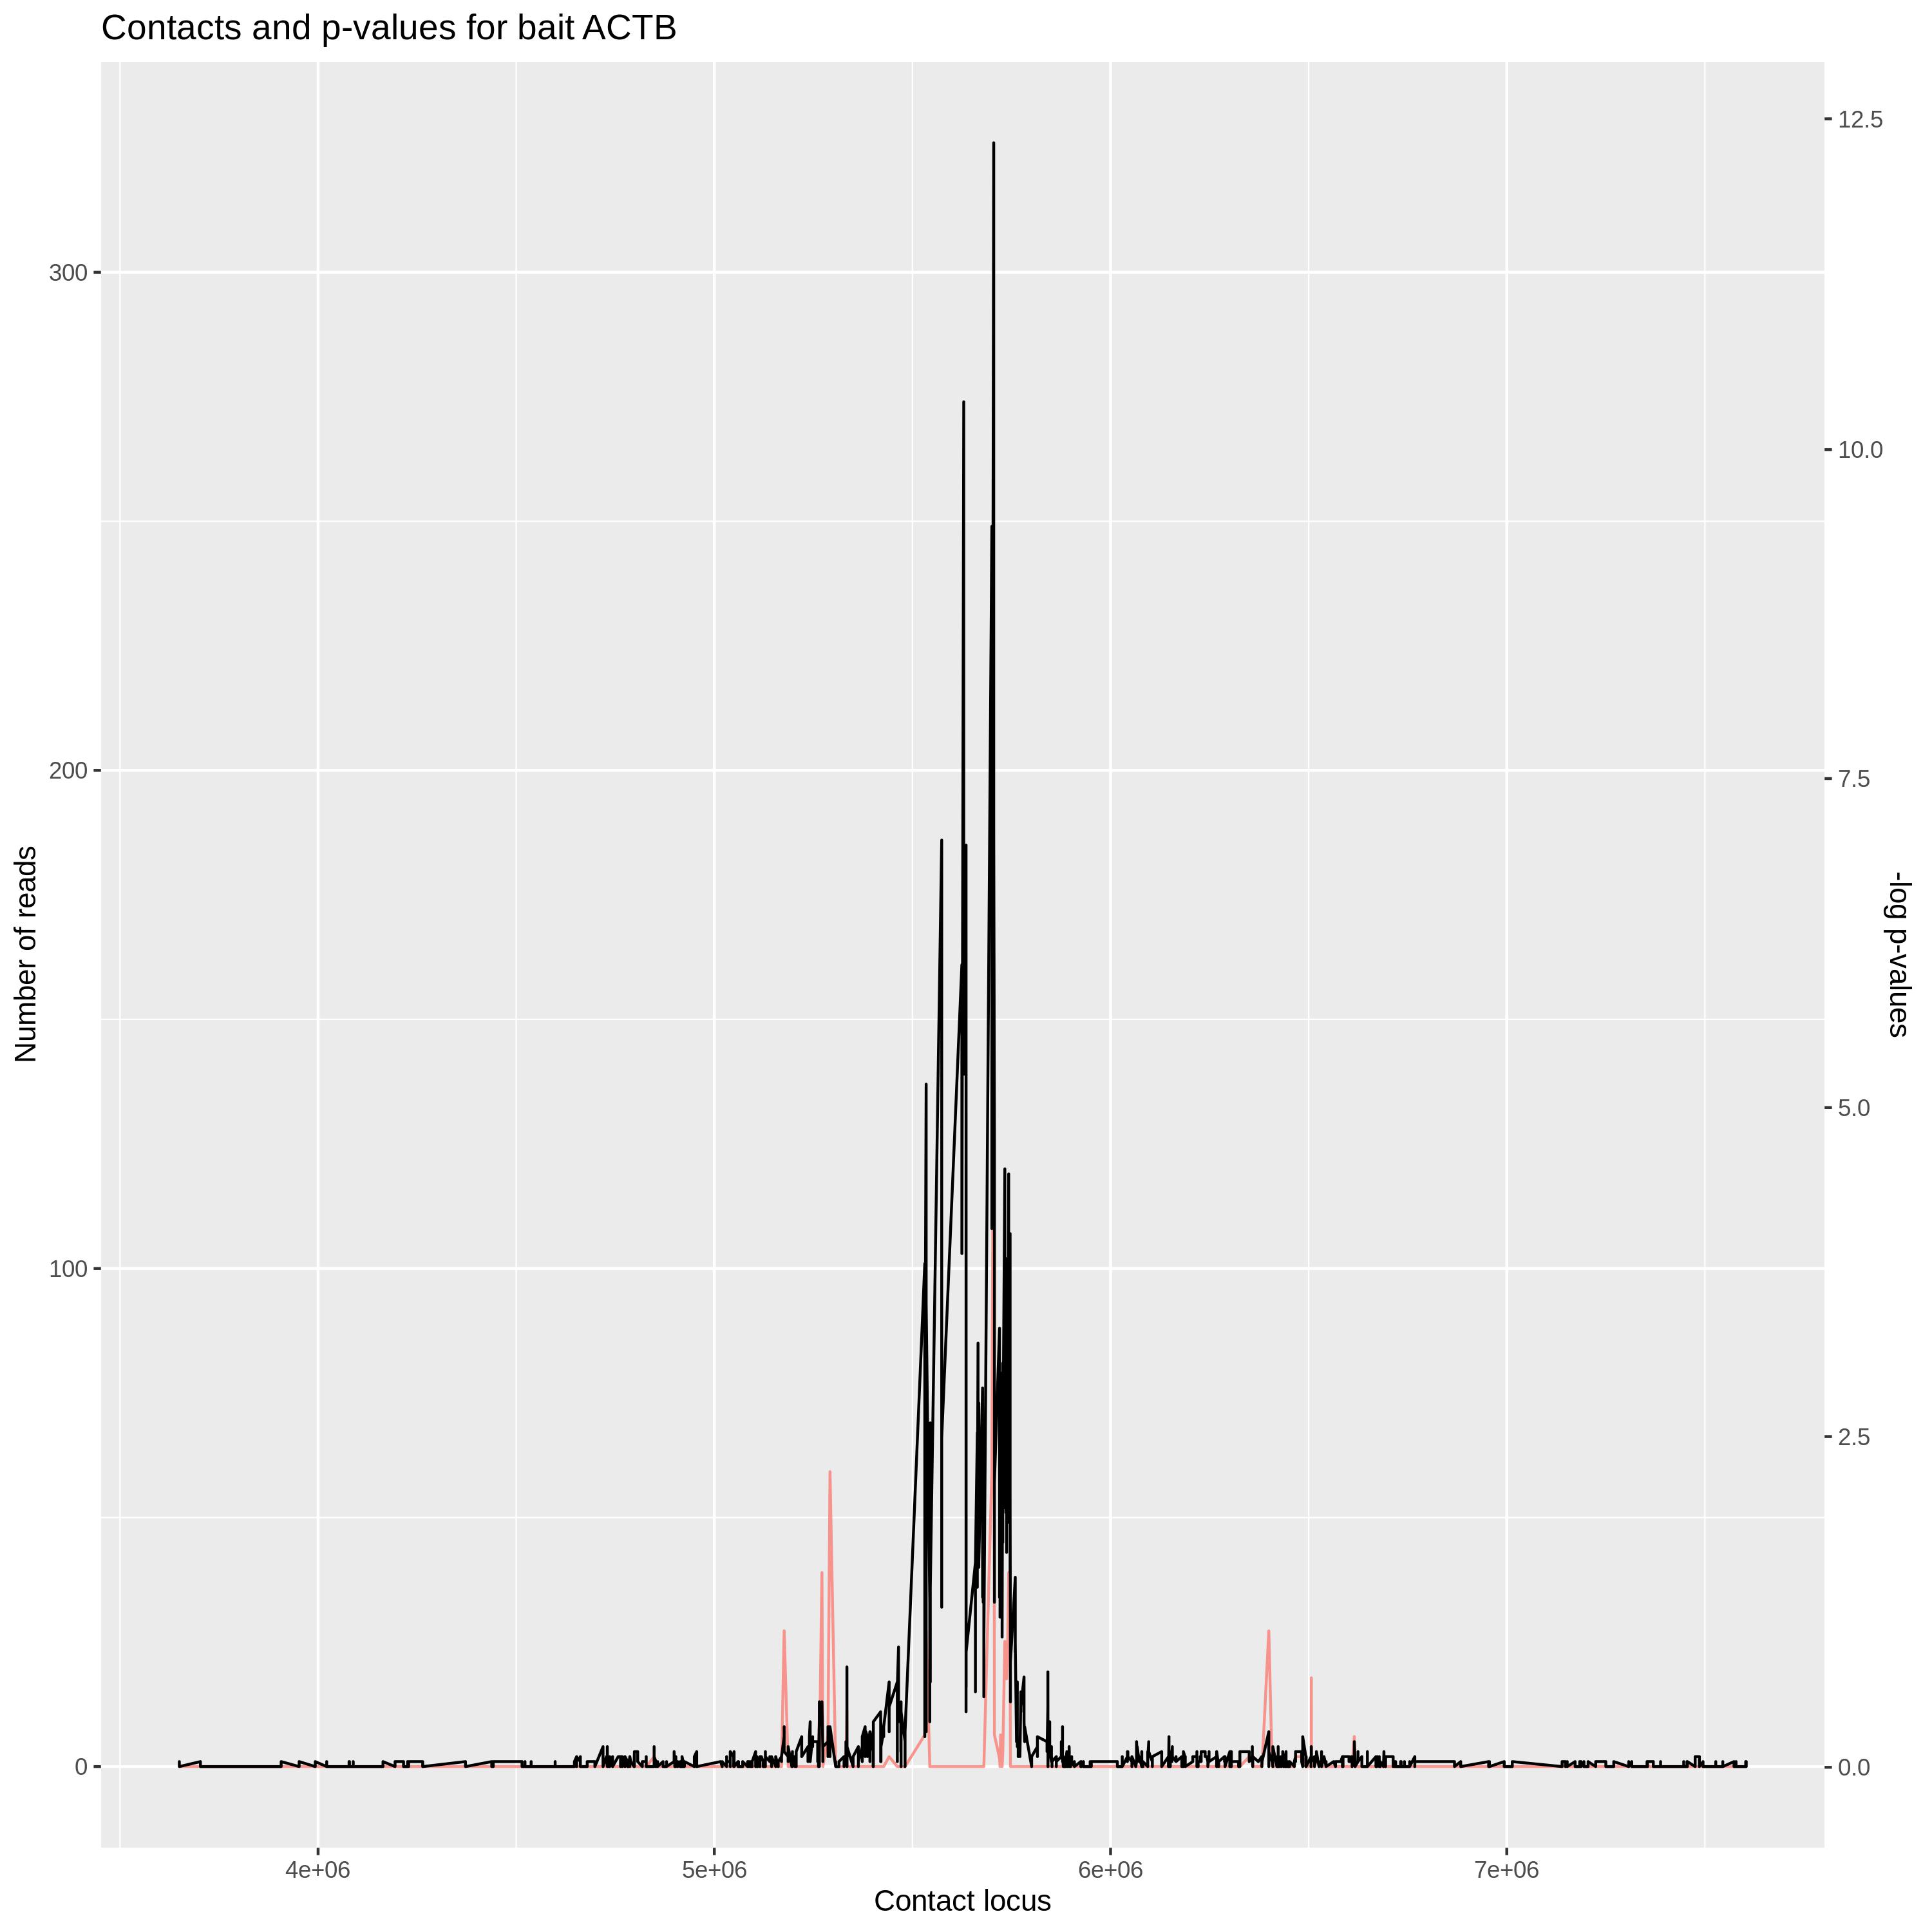 Contacts and p-values for bait ACTB
12.5
300
10.0
200
7.5
Number of reads
-log p-values
5.0
100
2.5
0
0.0
4e+06
5e+06
6e+06
7e+06
Contact locus